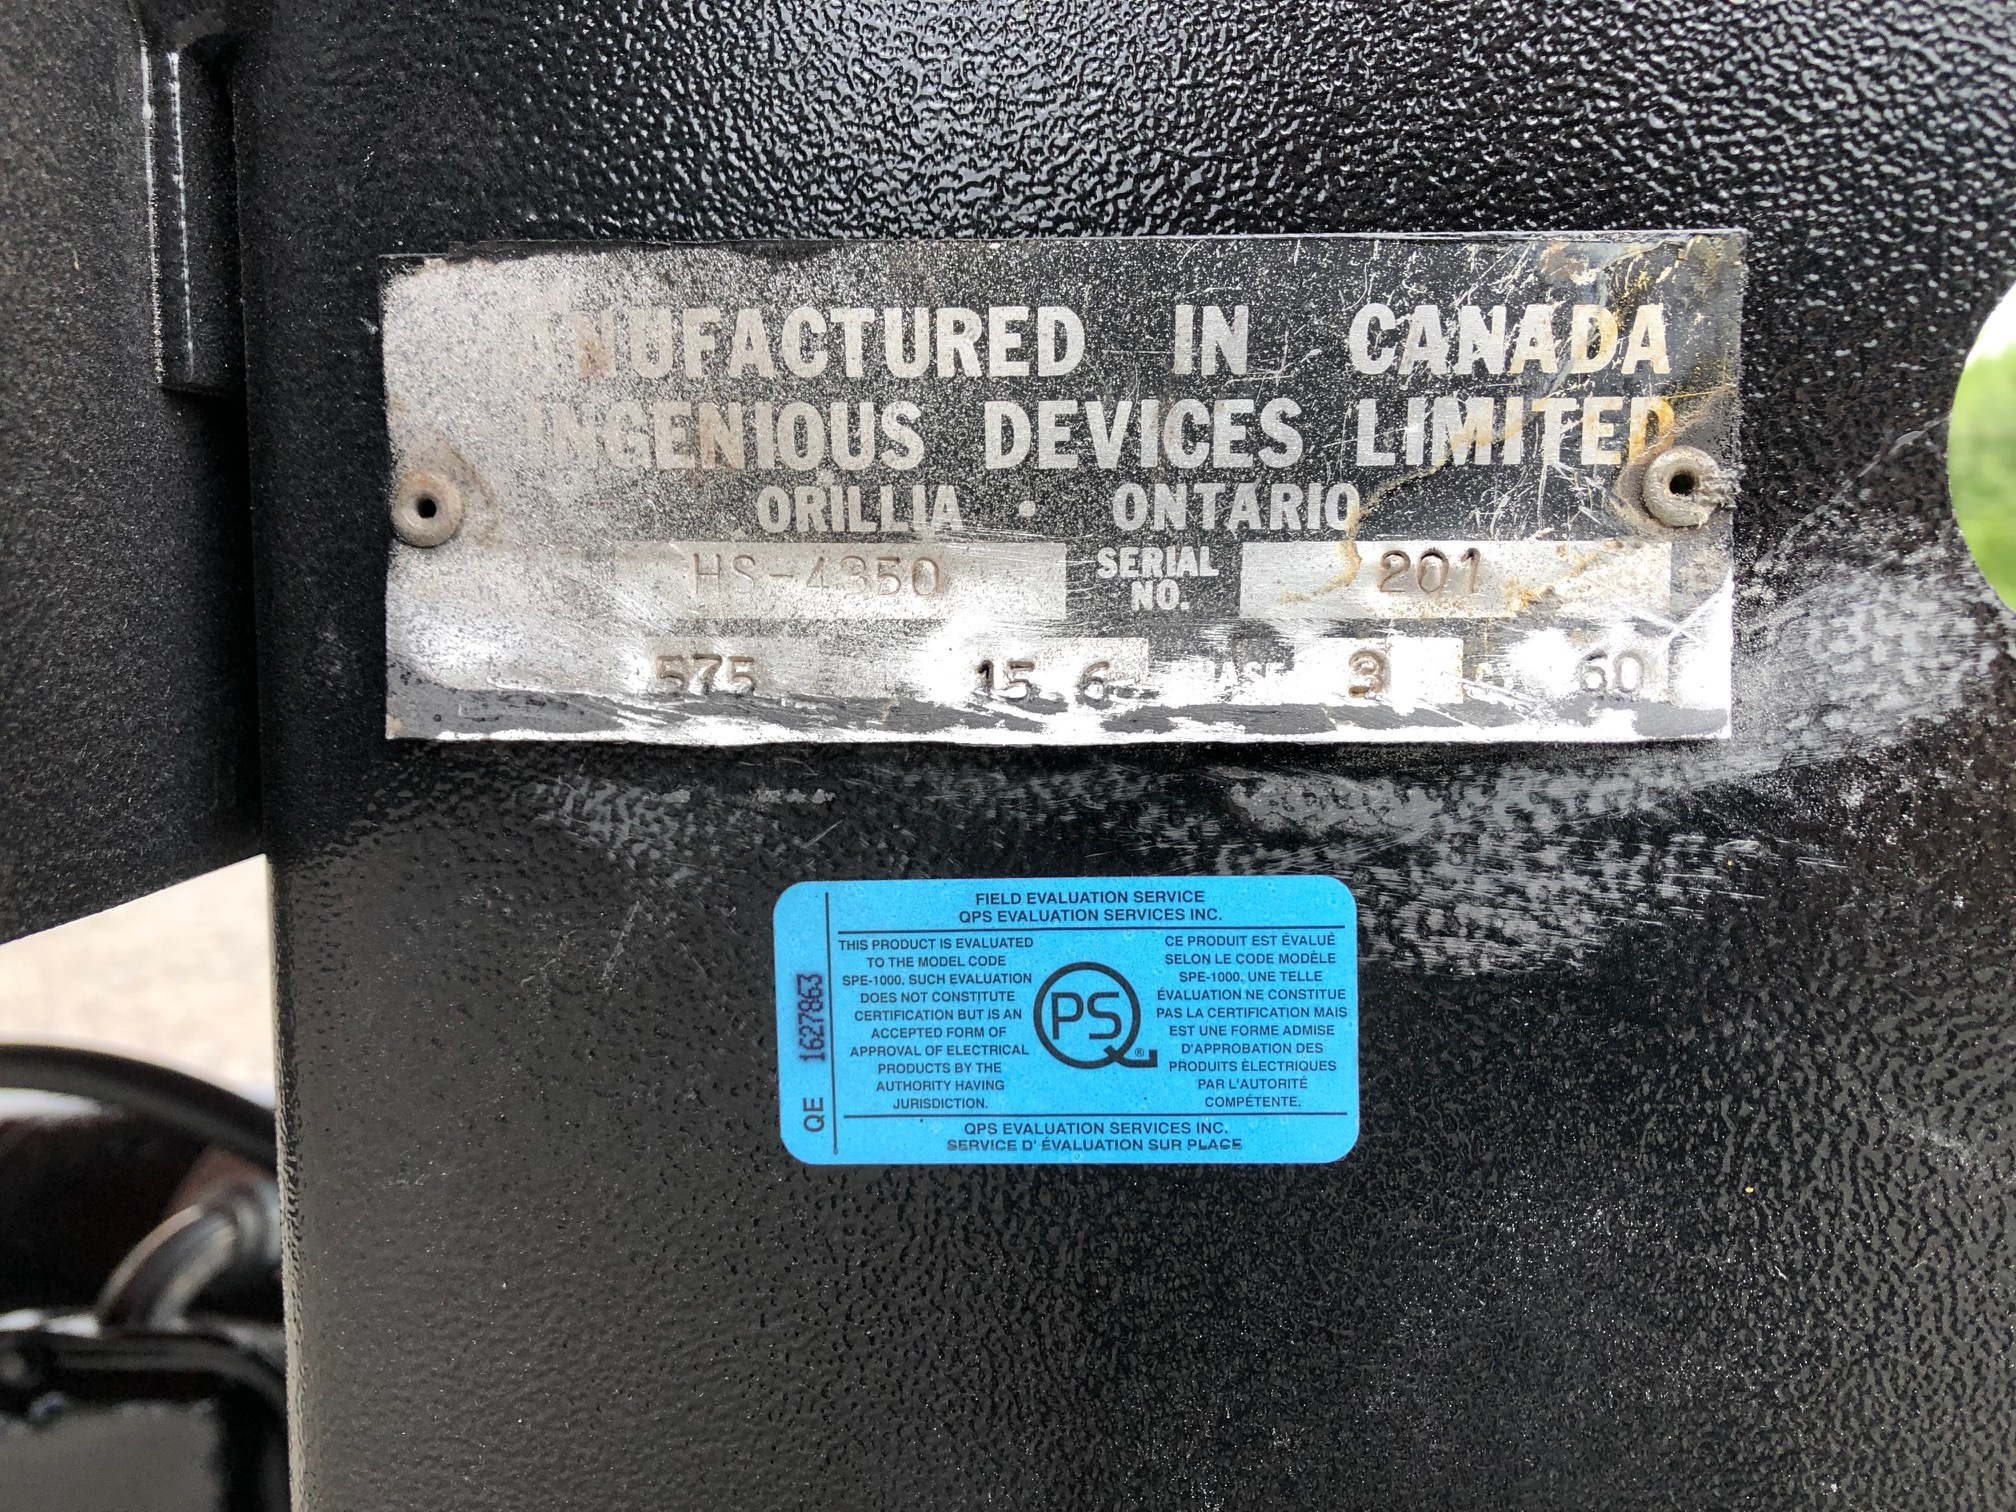 MANUFACTURED IN CANADA
INGENIOUS DEVICES LIMITED
ORILLIA • ONTARIO
HS-4350 SERIAL NO. 201
575 15.6 PHASE 3 60
FIELD EVALUATION SERVICE
QPS EVALUATION SERVICES INC.
QE 1627863
THIS PRODUCT IS EVALUATED
TO THE MODEL CODE
SPE-1000. SUCH EVALUATION
DOES NOT CONSTITUTE
CERTIFICATION BUT IS AN
ACCEPTED FORM OF
APPROVAL OF ELECTRICAL
PRODUCTS BY THE
AUTHORITY HAVING
JURISDICTION.
QPS®
CE PRODUIT EST ÉVALUÉ
SELON LE CODE MODÈLE
SPE-1000. UNE TELLE
ÉVALUATION NE CONSTITUE
PAS LA CERTIFICATION MAIS
EST UNE FORME ADMISE
D'APPROBATION DES
PRODUITS ÉLECTRIQUES
PAR L'AUTORITÉ
COMPÉTENTE.
QPS EVALUATION SERVICES INC.
SERVICE D' ÉVALUATION SUR PLACE